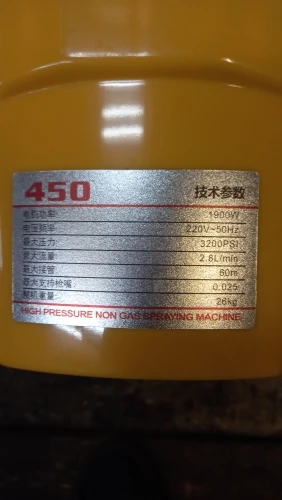 450 技术参数
电机功率: 1900W
电压频率: 220V~50Hz
最大压力: 3200PSI
最大流量: 2.8L/min
最大接管: 60m
最大支持枪嘴: 0.025
整机重量: 26kg
HIGH PRESSURE NON GAS SPRAYING MACHINE